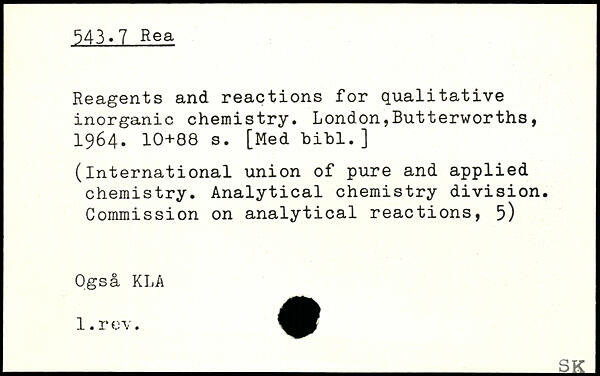 543.7 Rea
Reagents and reactions for qualitative
inorganic chemistry. London,Butterworths,
1964. 10+88 s. [Med bibl.]
(International union of pure and applied
chemistry. Analytical chemistry division.
Commission on analytical reactions, 5)
Også KLA
1.rev.
SK